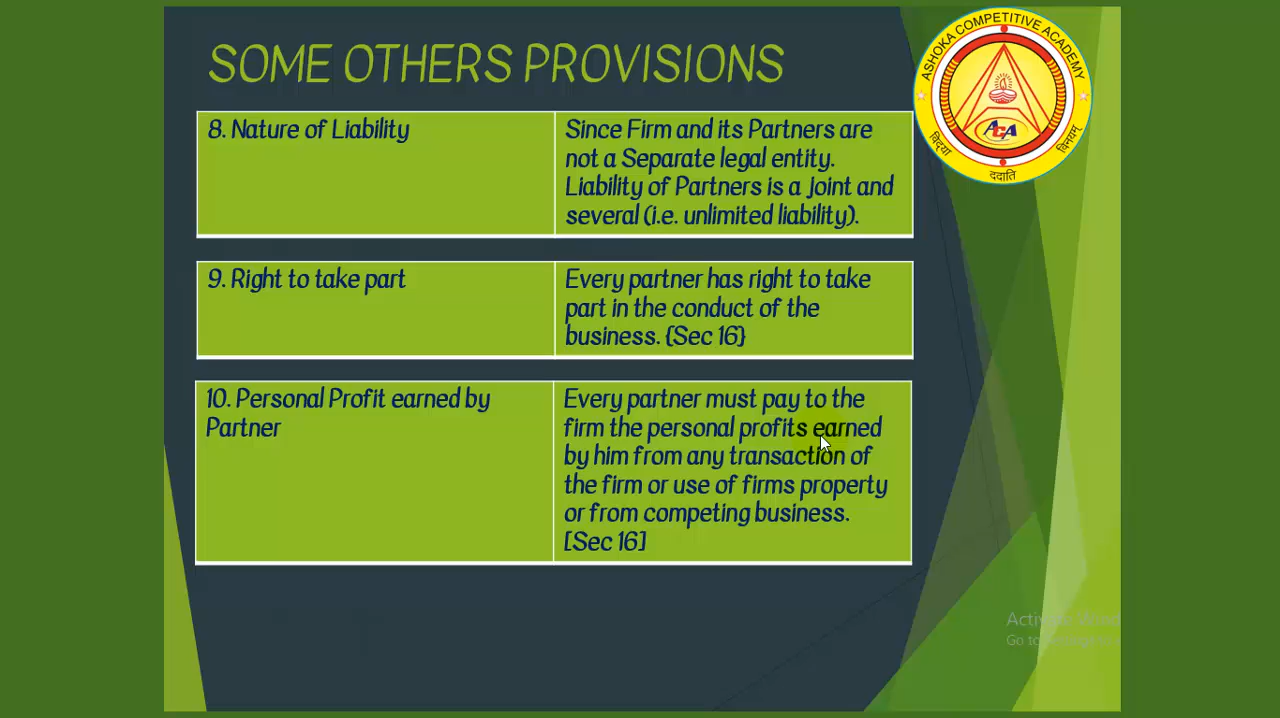 SOME OTHERS PROVISIONS
ASHOKA COMPETITIVE ACADEMY
ACA
विद्या
ददाति
विनयम्
8. Nature of Liability
Since Firm and its Partners are
not a Separate legal entity.
Liability of Partners is a joint and
several (i.e. unlimited liability).
9. Right to take part
Every partner has right to take
part in the conduct of the
business. {Sec 16}
10. Personal Profit earned by
Partner
Every partner must pay to the
firm the personal profits earned
by him from any transaction of
the firm or use of firms property
or from competing business.
[Sec 16]
Go to